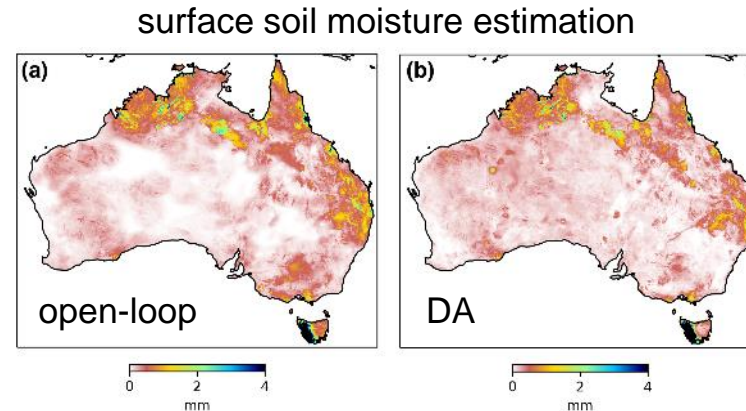 surface soil moisture estimation
(a)
(b)
open-loop
DA
0 2 4
mm
0 2 4
mm